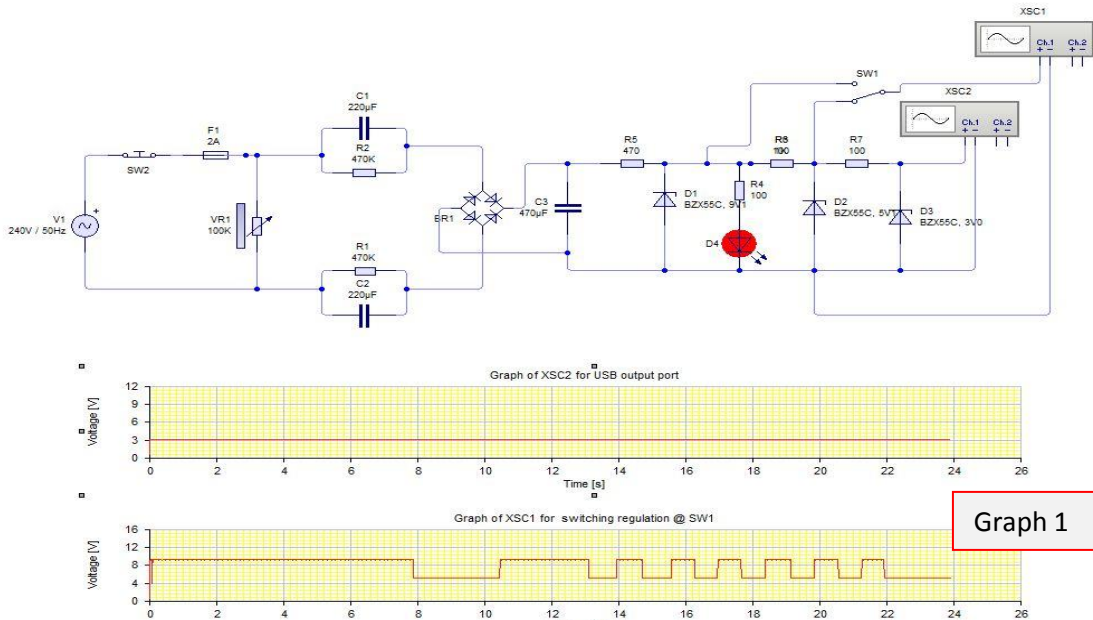 XSC1
Ch.1 Ch.2
+ - + -
SW1
XSC2
Ch.1 Ch.2
+ - + -
C1
220µF
F1
2A
R2
470K
SW2
R5
470
R7
100
R4
100
D1
BZX55C, 9V1
D2
BZX55C, 5V1
D3
BZX55C, 3V0
V1
240V / 50Hz
VR1
100K
BR1
C3
470µF
D4
R1
470K
C2
220µF
Graph of XSC2 for USB output port
Voltage [V]
12
9
6
3
0
0 2 4 6 8 10 12 14 16 18 20 22 24 26
Time [s]
Graph of XSC1 for switching regulation @ SW1
Graph 1
Voltage [V]
16
12
8
4
0
0 2 4 6 8 10 12 14 16 18 20 22 24 26